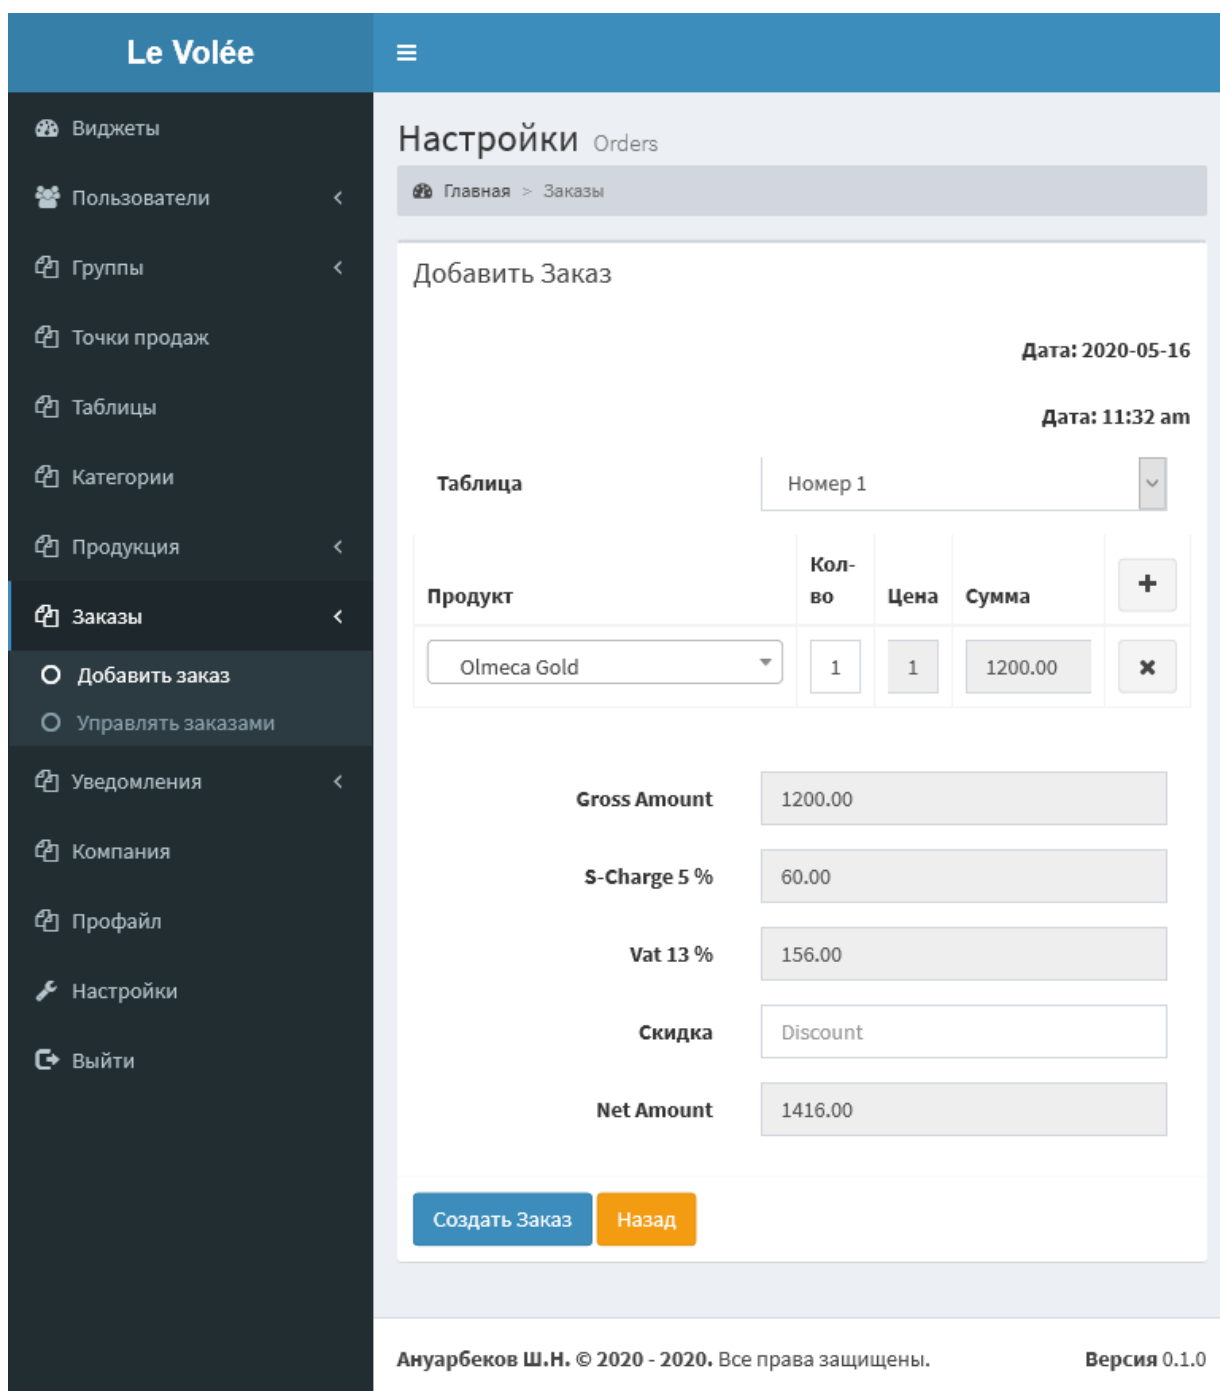 Le Volée
Виджеты
Пользователи
Группы
Точки продаж
Таблицы
Категории
Продукция
Заказы
Добавить заказ
Управлять заказами
Уведомления
Компания
Профайл
Настройки
Выйти
Настройки Orders
Главная > Заказы
Добавить Заказ
Дата: 2020-05-16
Дата: 11:32 am
Таблица Номер 1
Продукт Кол-во Цена Сумма
Olmeca Gold 1 1 1200.00
Gross Amount 1200.00
S-Charge 5 % 60.00
Vat 13 % 156.00
Скидка Discount
Net Amount 1416.00
Создать Заказ Назад
Ануарбеков Ш.Н. © 2020 - 2020. Все права защищены. Версия 0.1.0